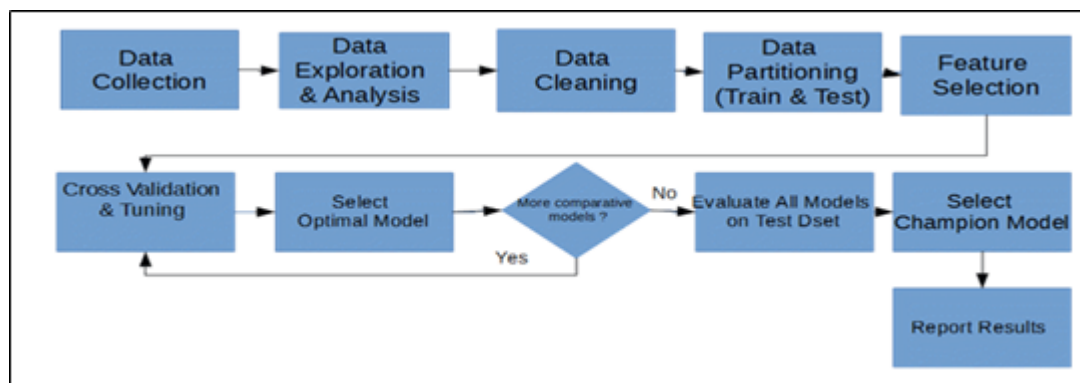 Data
Collection
Data
Exploration
& Analysis
Data
Cleaning
Data
Partitioning
(Train & Test)
Feature
Selection
Cross Validation
& Tuning
Select
Optimal Model
More comparative
models ?
No
Yes
Evaluate All Models
on Test Dset
Select
Champion Model
Report Results